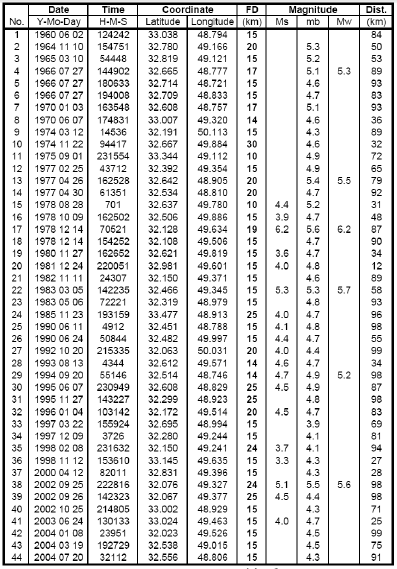 Date Time Coordinate FD Magnitude Dist.
No. Y-Mo-Day H-M-S Latitude Longitude (km) Ms mb Mw (km)
1 1960 06 02 124242 33.038 48.794 15 84
2 1964 11 10 154751 32.780 49.166 20 5.3 50
3 1965 03 10 54448 32.819 49.121 15 5.2 53
4 1966 07 27 144902 32.665 48.777 17 5.1 5.3 89
5 1966 07 27 180633 32.714 48.721 15 4.6 93
6 1966 07 27 194008 32.709 48.833 15 4.7 83
7 1970 01 03 163548 32.608 48.757 17 5.1 93
8 1970 06 07 174831 33.007 49.320 14 4.6 36
9 1974 03 12 14536 32.191 50.113 15 4.3 89
10 1974 11 22 94417 32.667 49.884 30 4.6 32
11 1975 09 01 231554 33.344 49.112 10 4.9 72
12 1977 02 25 43712 32.392 49.354 15 4.9 65
13 1977 04 26 162528 32.642 48.905 20 5.4 5.5 79
14 1977 04 30 61351 32.534 48.810 20 4.7 92
15 1978 08 28 701 32.637 49.780 10 4.4 5.2 31
16 1978 10 09 162502 32.506 49.886 15 3.9 4.7 48
17 1978 12 14 70521 32.128 49.634 19 6.2 5.6 6.2 87
18 1978 12 14 154252 32.108 49.506 15 4.7 90
19 1980 11 27 162652 32.621 49.819 15 3.6 4.7 34
20 1981 12 24 220051 32.981 49.601 15 4.0 4.8 12
21 1982 11 11 24307 32.150 49.371 15 4.6 89
22 1983 03 05 142235 32.466 49.345 15 5.3 5.3 5.7 58
23 1983 05 06 72221 32.319 48.979 15 4.8 93
24 1985 11 23 193159 33.477 48.913 25 4.0 4.7 96
25 1990 06 11 4912 32.451 48.788 15 4.1 4.8 98
26 1990 06 24 50844 32.482 49.997 15 4.4 4.7 55
27 1992 10 20 215335 32.063 50.031 20 4.0 4.4 99
28 1993 08 13 4344 32.612 49.571 14 4.6 4.7 34
29 1994 09 20 55146 32.514 48.746 14 4.7 4.9 5.2 98
30 1995 06 07 230949 32.608 48.829 25 4.5 4.9 87
31 1995 11 27 143227 32.299 48.923 25 4.8 98
32 1996 01 04 103142 32.172 49.514 20 4.5 4.7 83
33 1997 03 22 155924 32.695 48.994 15 3.9 69
34 1997 12 09 3726 32.280 49.244 15 4.1 81
35 1998 02 08 231632 32.150 49.241 24 3.7 4.1 94
36 1998 11 12 153610 33.145 49.635 15 3.3 4.3 27
37 2000 04 12 82011 32.831 49.396 15 4.3 28
38 2002 09 25 222816 32.076 49.327 24 5.1 5.5 5.6 98
39 2002 09 26 142323 32.067 49.377 25 4.5 4.4 98
40 2002 10 25 214805 33.002 48.929 15 4.3 71
41 2003 06 24 130133 33.024 49.463 15 4.0 4.7 25
42 2004 01 08 23951 32.023 49.526 15 4.5 99
43 2004 03 19 192729 32.538 49.015 15 4.5 75
44 2004 07 20 32112 32.556 48.806 15 4.3 91